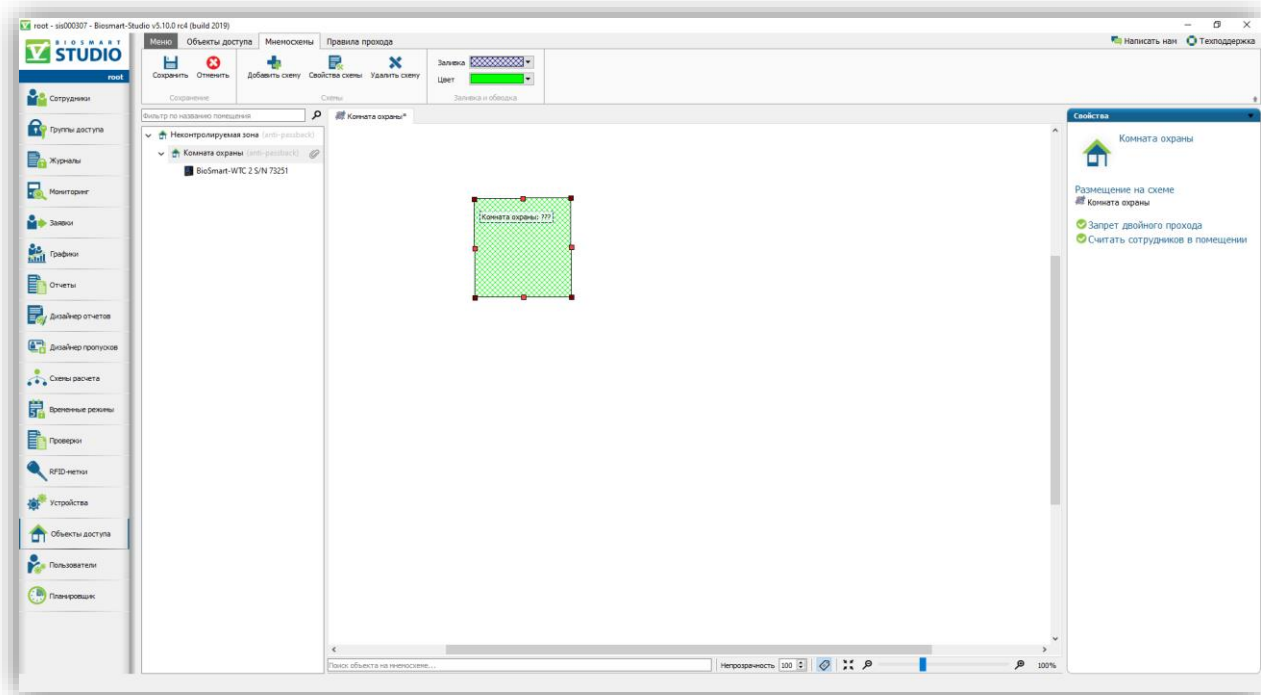 root - sis000307 - Biosmart-Studio v5.10.0 rc4 (build 2019)
BIOSMART
STUDIO
root
Меню Объекты доступа Мнемосхемы Правила прохода
Написать нам Техподдержка
Сохранить Отменить Добавить схему Свойства схемы Удалить схему
Заливка
Цвет
Сохранение Схемы Заливка и обводка
Сотрудники
Группы доступа
Журналы
Мониторинг
Заявки
Графики
Отчеты
Дизайнер отчетов
Дизайнер пропусков
Схемы расчета
Временные режимы
Проверки
RFID-метки
Устройства
Объекты доступа
Пользователи
Планировщик
Фильтр по названию помещения
Неконтролируемая зона (anti-passback)
Комната охраны (anti-passback)
BioSmart-WTC 2 S/N 73251
Комната охраны*
Комната охраны: ???
Поиск объекта на мнемосхеме...
Непрозрачность 100
100%
Свойства
Комната охраны
Размещение на схеме
Комната охраны
Запрет двойного прохода
Считать сотрудников в помещении